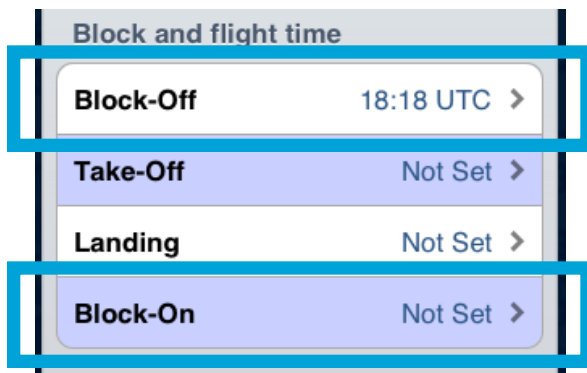 Block and flight time
Block-Off 18:18 UTC
Take-Off Not Set
Landing Not Set
Block-On Not Set